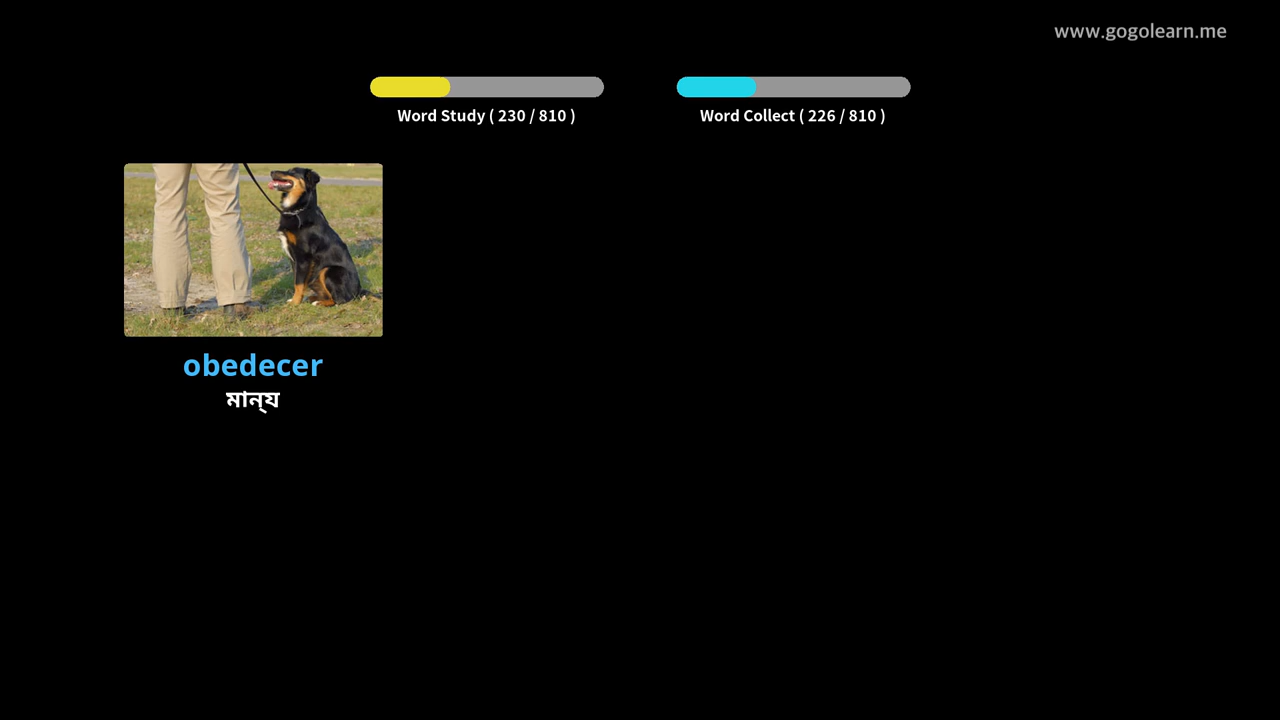 www.gogolearn.me
Word Study ( 230 / 810 )
Word Collect ( 226 / 810 )
obedecer
মান্য